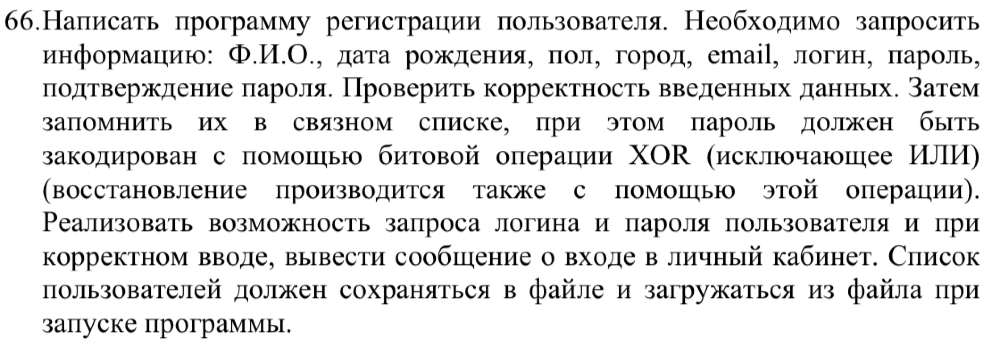 66.Написать программу регистрации пользователя. Необходимо запросить
информацию: Ф.И.О., дата рождения, пол, город, email, логин, пароль,
подтверждение пароля. Проверить корректность введенных данных. Затем
запомнить их в связном списке, при этом пароль должен быть
закодирован с помощью битовой операции XOR (исключающее ИЛИ)
(восстановление производится также с помощью этой операции).
Реализовать возможность запроса логина и пароля пользователя и при
корректном вводе, вывести сообщение о входе в личный кабинет. Список
пользователей должен сохраняться в файле и загружаться из файла при
запуске программы.